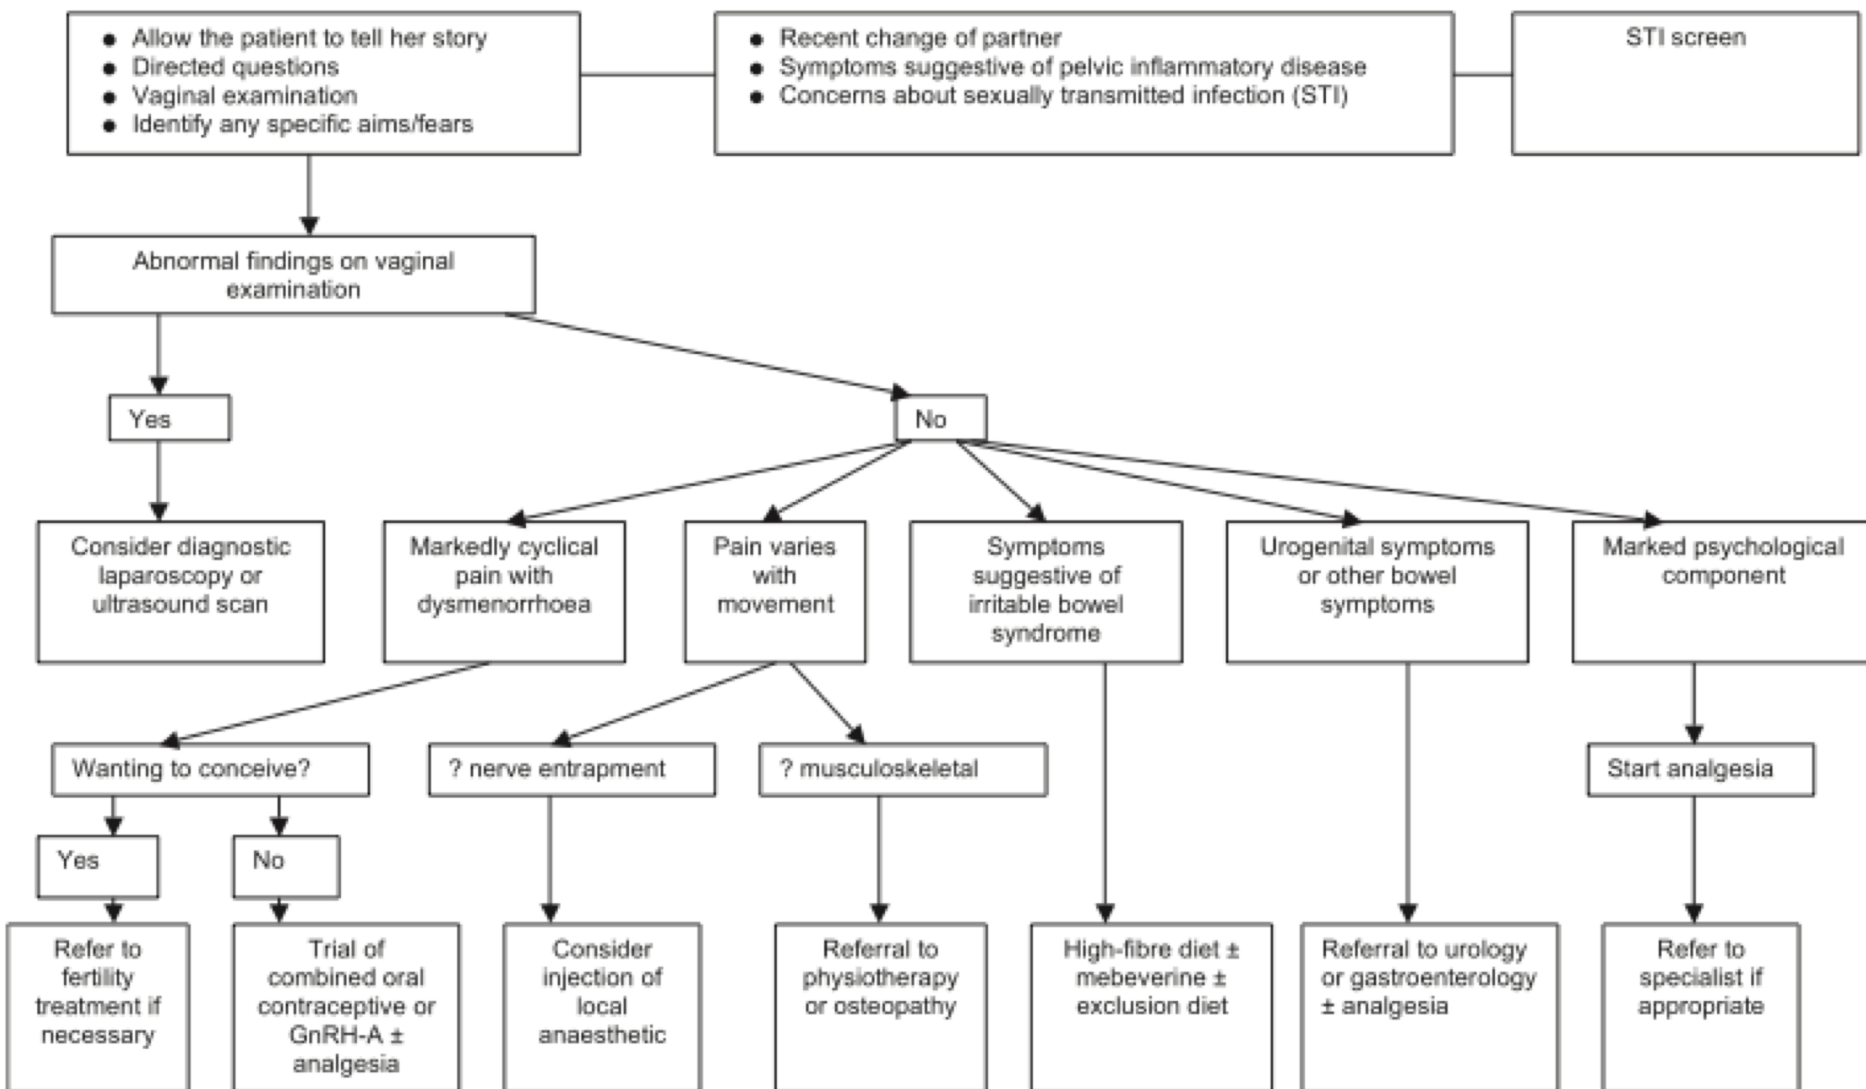 ● Allow the patient to tell her story
● Directed questions
● Vaginal examination
● Identify any specific aims/fears
● Recent change of partner
● Symptoms suggestive of pelvic inflammatory disease
● Concerns about sexually transmitted infection (STI)
STI screen
Abnormal findings on vaginal
examination
Yes
No
Consider diagnostic
laparoscopy or
ultrasound scan
Markedly cyclical
pain with
dysmenorrhoea
Pain varies
with
movement
Symptoms
suggestive of
irritable bowel
syndrome
Urogenital symptoms
or other bowel
symptoms
Marked psychological
component
Wanting to conceive?
? nerve entrapment
? musculoskeletal
Start analgesia
Yes
No
Refer to
fertility
treatment if
necessary
Trial of
combined oral
contraceptive or
GnRH-A ±
analgesia
Consider
injection of
local
anaesthetic
Referral to
physiotherapy
or osteopathy
High-fibre diet ±
mebeverine ±
exclusion diet
Referral to urology
or gastroenterology
± analgesia
Refer to
specialist if
appropriate